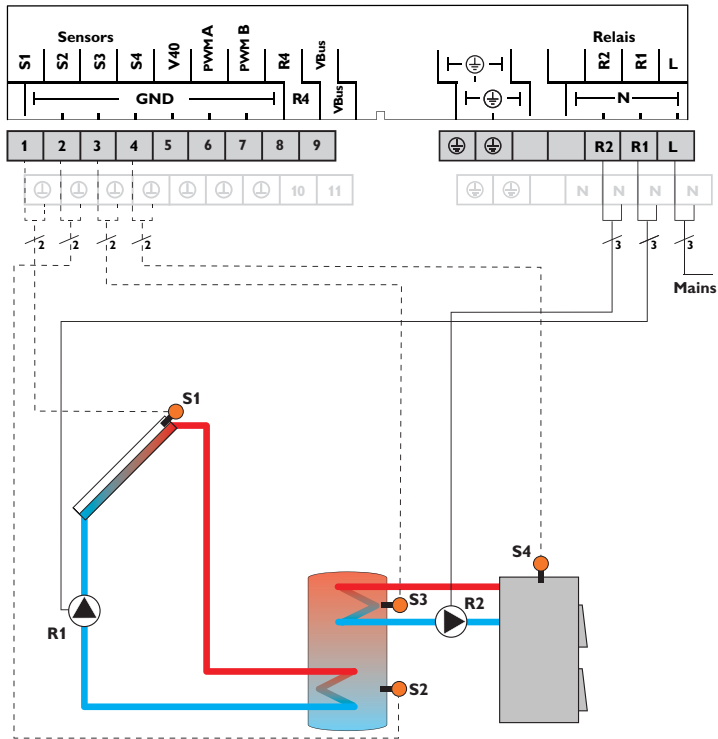 Sensors
Relais
S1 S2 S3 S4 V40 PWM A PWM B R4 VBus
R2 R1 L
GND R4 VBus
N
1 2 3 4 5 6 7 8 9
R2 R1 L
10 11
N N N N
2 2 2 2
3 3 3
Mains
S1
S4
S3
R2
R1
S2